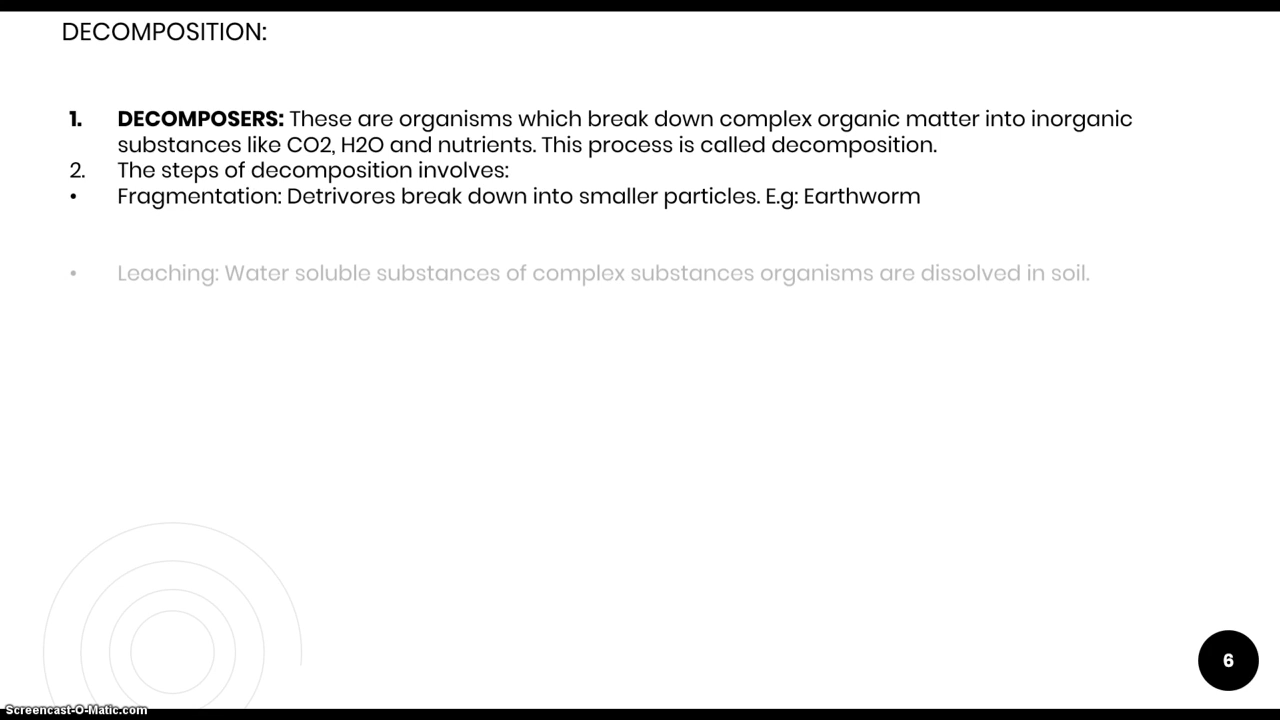 DECOMPOSITION:
1. DECOMPOSERS: These are organisms which break down complex organic matter into inorganic
substances like CO2, H2O and nutrients. This process is called decomposition.
2. The steps of decomposition involves:
• Fragmentation: Detrivores break down into smaller particles. E.g: Earthworm
• Leaching: Water soluble substances of complex substances organisms are dissolved in soil.
6
Screencast-O-Matic.com